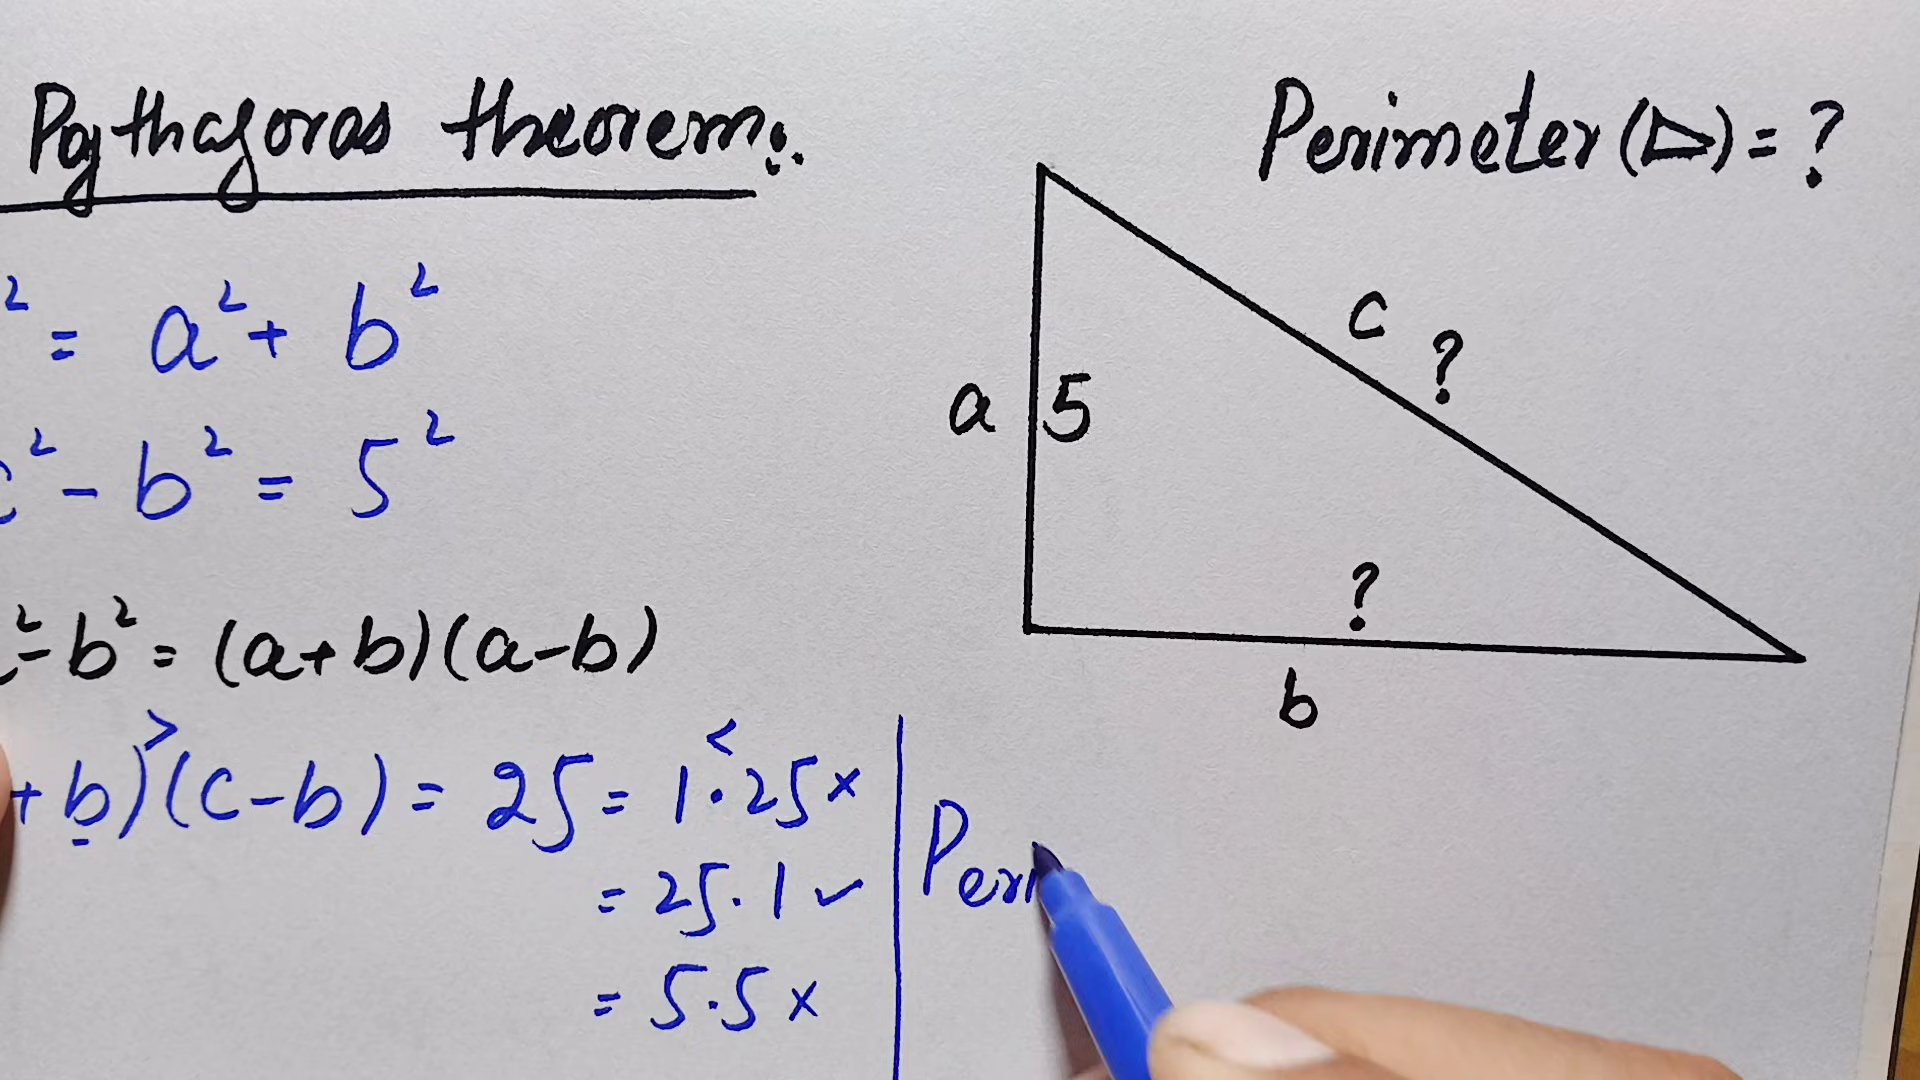 Pythagoras theorem:.
² = a² + b²
c² - b² = 5²
² - b² = (a+b)(a-b)
+ b) > (c-b) = 25 = 1 < . 25 ×
= 25 . 1 ✓
= 5 . 5 ×
Perimeter (▷) = ?
c ?
a 5
?
b
Peri